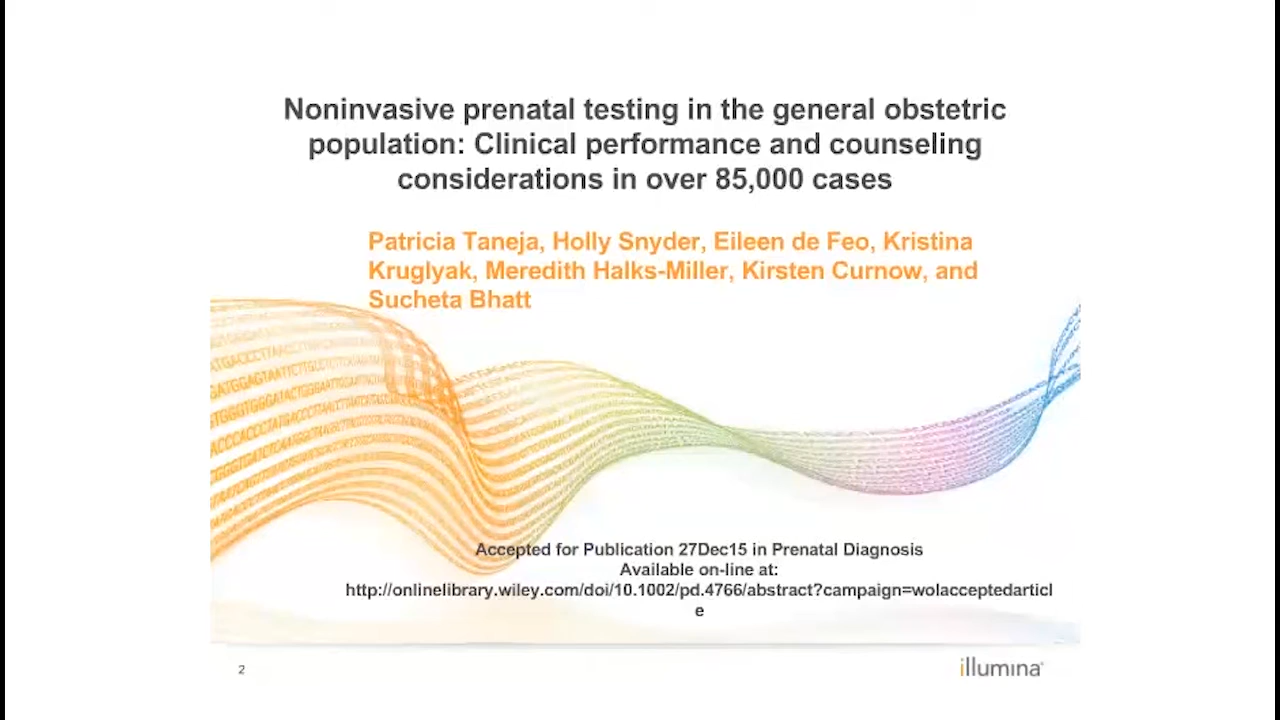 Noninvasive prenatal testing in the general obstetric
population: Clinical performance and counseling
considerations in over 85,000 cases
Patricia Taneja, Holly Snyder, Eileen de Feo, Kristina
Kruglyak, Meredith Halks-Miller, Kirsten Curnow, and
Sucheta Bhatt
Accepted for Publication 27Dec15 in Prenatal Diagnosis
Available on-line at:
http://onlinelibrary.wiley.com/doi/10.1002/pd.4766/abstract?campaign=wolacceptedarticl
e
2
illumina